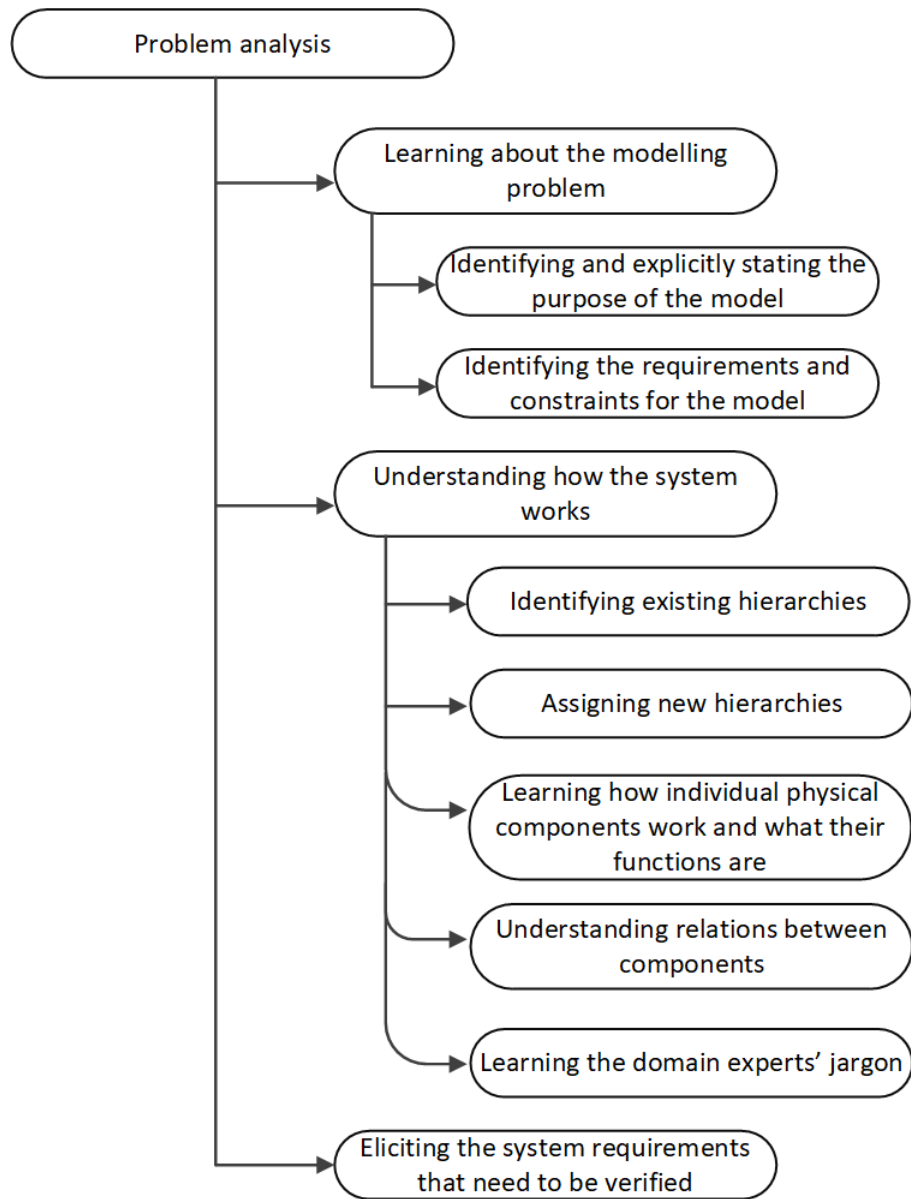 Problem analysis
Learning about the modelling
problem
Identifying and explicitly stating the
purpose of the model
Identifying the requirements and
constraints for the model
Understanding how the system
works
Identifying existing hierarchies
Assigning new hierarchies
Learning how individual physical
components work and what their
functions are
Understanding relations between
components
Learning the domain experts’ jargon
Eliciting the system requirements
that need to be verified